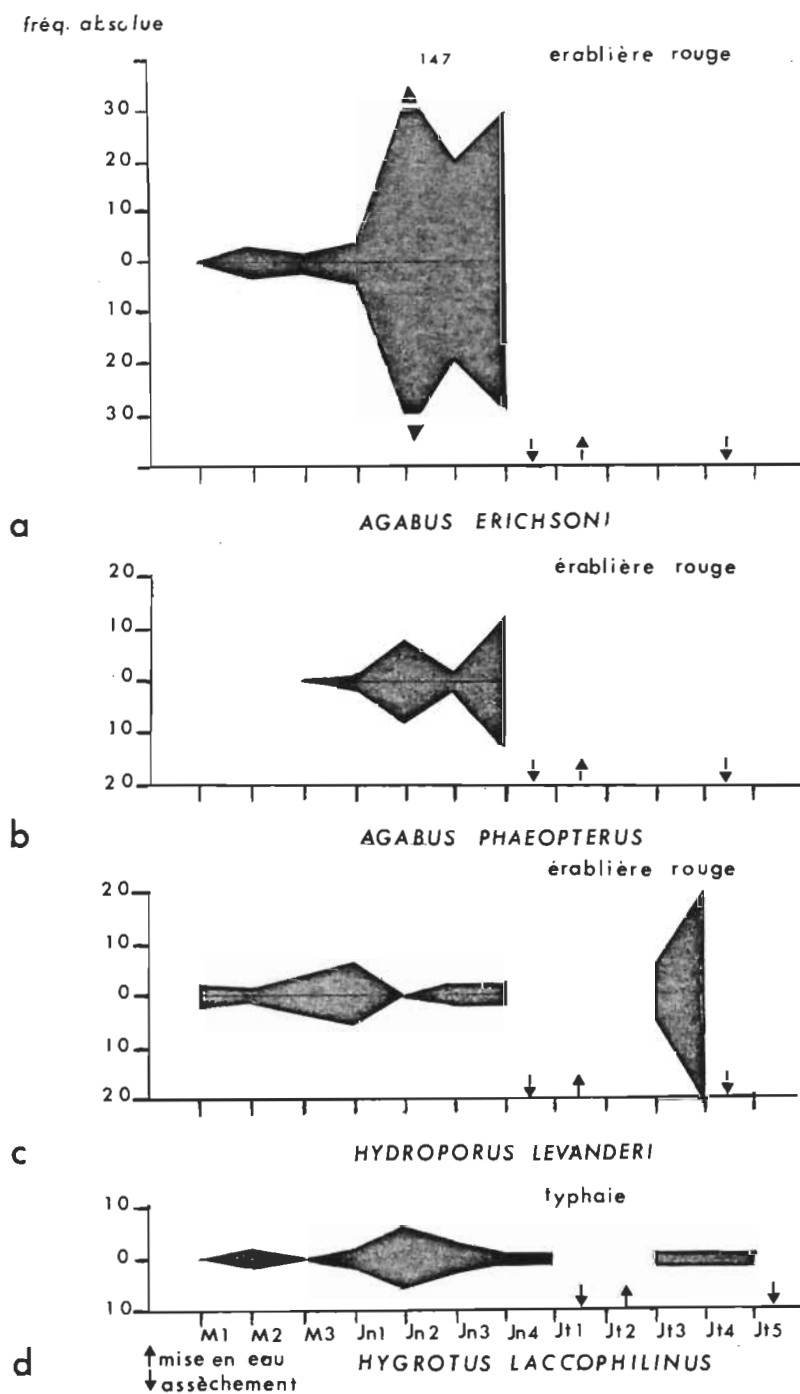 fréq. absolue
147 erablière rouge
30
20
10
0
10
20
30
a AGABUS ERICHSONI
érablière rouge
20
10
0
10
20
b AGABUS PHAEOPTERUS
érablière rouge
20
10
0
10
20
c HYDROPORUS LEVANDERI
typhaie
10
0
10
M1 M2 M3 Jn1 Jn2 Jn3 Jn4 Jt1 Jt2 Jt3 Jt4 Jt5
d ↑mise en eau HYGROTUS LACCOPHILINUS
↓assèchement